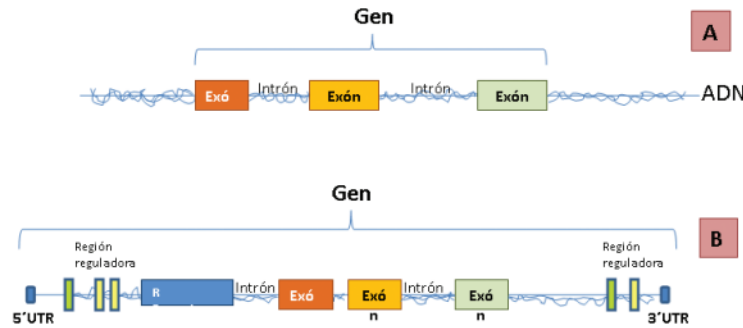 Gen
A
Exó
Intrón
Exón
Intrón
Exón
ADN
Gen
B
Región
reguladora
Región
reguladora
R
Intrón
Exó
Exó
n
Intrón
Exó
n
5´UTR
3´UTR